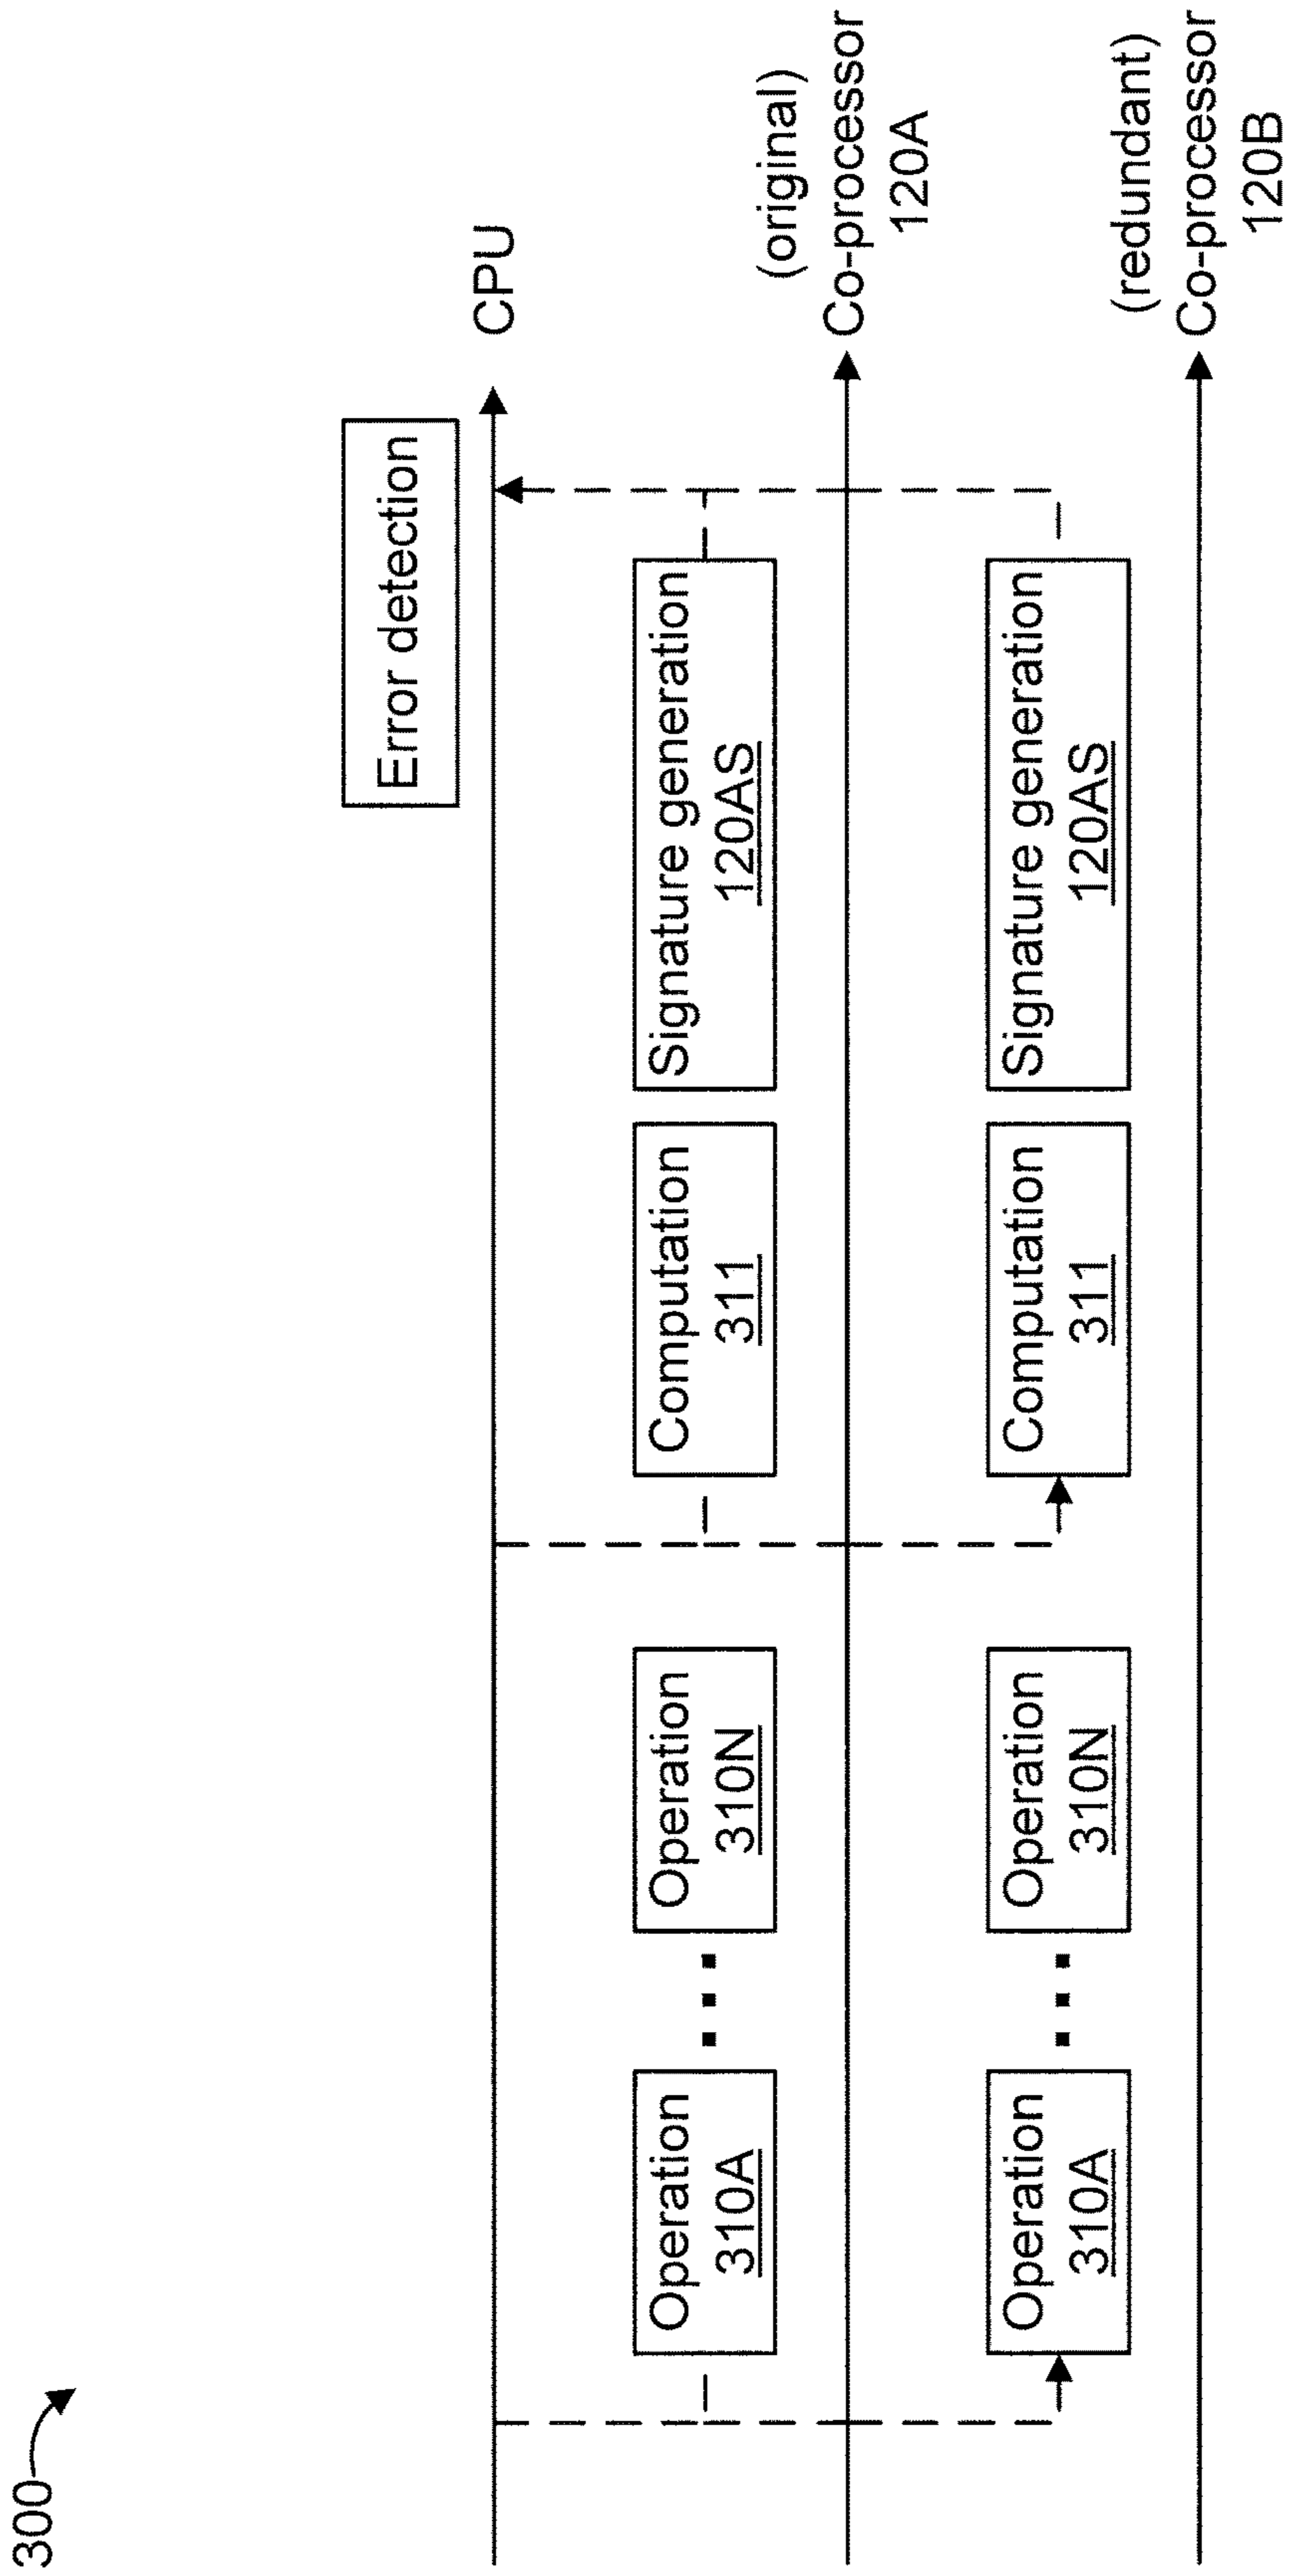 300
Error detection
CPU
Operation
310A
Operation
310N
Computation
311
Signature generation
120AS
(original)
Co-processor
120A
Operation
310A
Operation
310N
Computation
311
Signature generation
120AS
(redundant)
Co-processor
120B